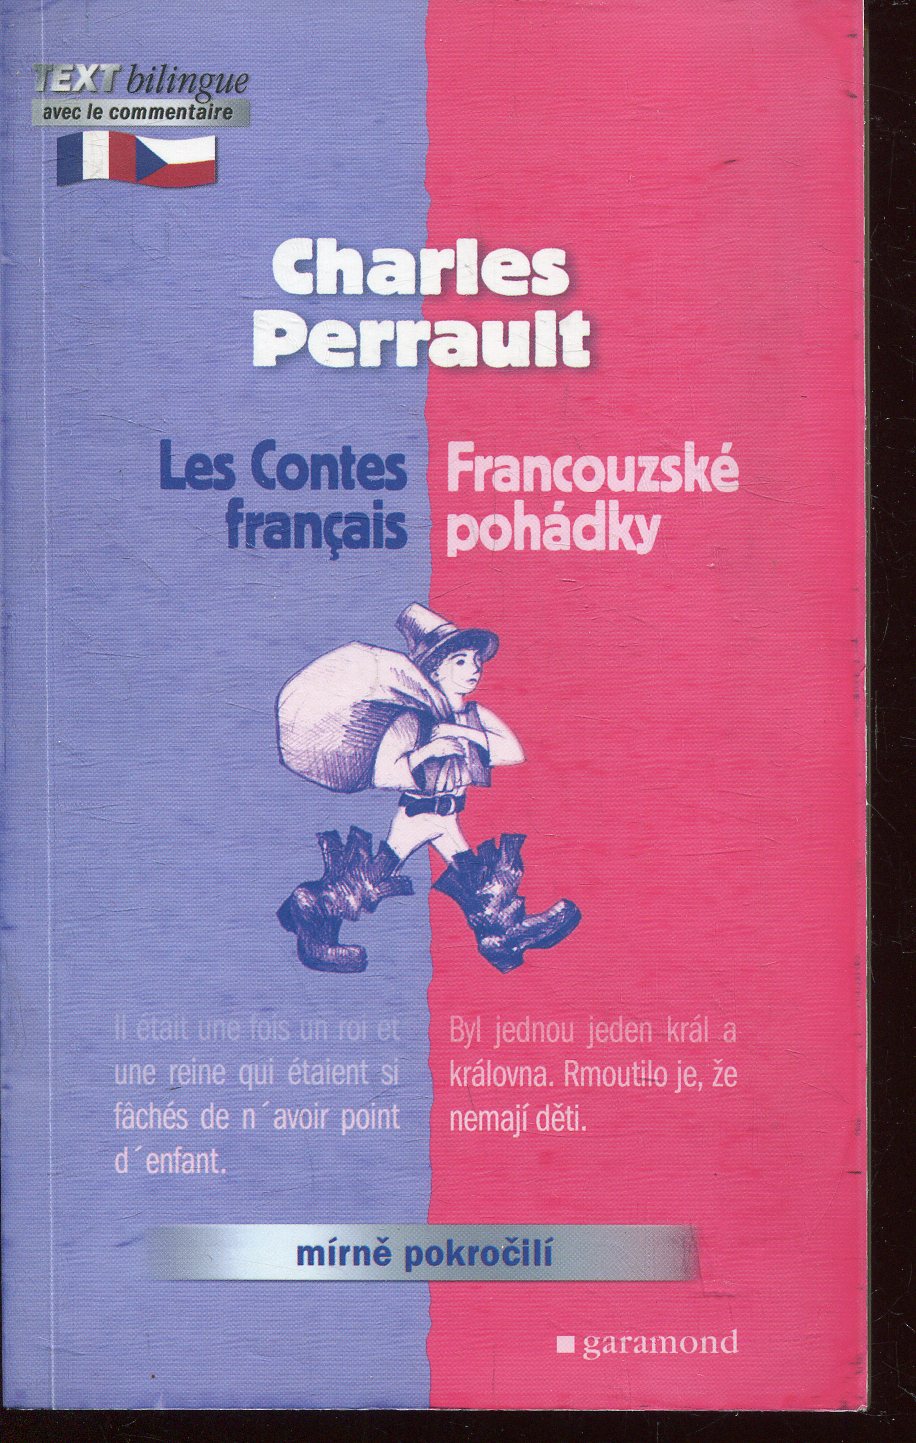 TEXT bilingue
avec le commentaire
Charles
Perrault
Les Contes
français
Francouzské
pohádky
Il était une fois un roi et
une reine qui étaient si
fâchés de n´avoir point
d´enfant.
Byl jednou jeden král a
královna. Rmoutilo je, že
nemají děti.
mírně pokročilí
garamond